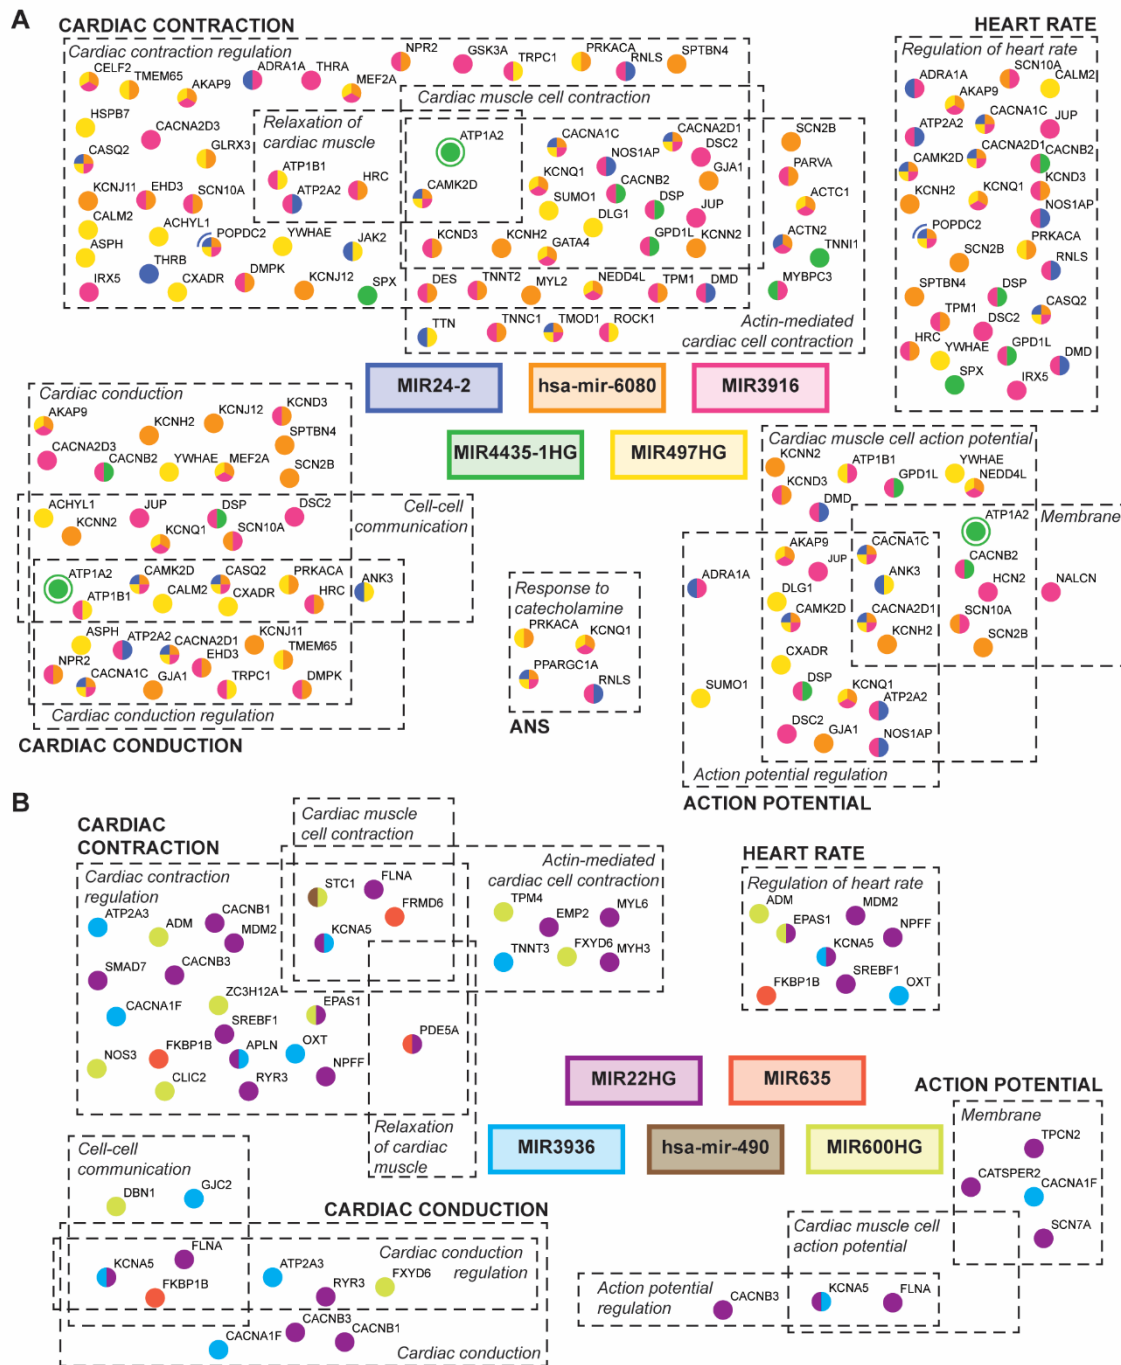 A
CARDIAC CONTRACTION
HEART RATE
Cardiac contraction regulation
NPR2
GSK3A
TRPC1
PRKACA
RNLS
SPTBN4
CELF2
TMEM65
AKAP9
ADRA1A
THRA
MEF2A
HSPB7
CACNA2D3
CASQ2
GLRX3
KCNJ11
EHD3
SCN10A
CALM2
ACHYL1
POPDC2
YWHAE
JAK2
ASPH
THRB
IRX5
CXADR
DMPK
KCNJ12
SPX
Relaxation of
cardiac muscle
ATP1B1
ATP2A2
HRC
Cardiac muscle cell contraction
ATP1A2
CAMK2D
CACNA1C
CACNA2D1
NOS1AP
DSC2
KCNQ1
CACNB2
GJA1
SUMO1
DSP
DLG1
JUP
KCND3
KCNH2
GATA4
GPD1L
KCNN2
DES
TNNT2
MYL2
NEDD4L
TPM1
DMD
TTN
TNNC1
TMOD1
ROCK1
SCN2B
PARVA
ACTC1
ACTN2
TNNI1
MYBPC3
Actin-mediated
cardiac cell contraction
Regulation of heart rate
ADRA1A
SCN10A
AKAP9
CALM2
ATP2A2
CACNA1C
JUP
CAMK2D
CACNA2D1
CACNB2
KCNH2
KCNQ1
KCND3
NOS1AP
POPDC2
SCN2B
PRKACA
RNLS
SPTBN4
DSP
TPM1
CASQ2
DSC2
HRC
YWHAE
GPD1L
DMD
SPX
IRX5
MIR24-2
hsa-mir-6080
MIR3916
MIR4435-1HG
MIR497HG
Cardiac conduction
AKAP9
KCNH2
KCNJ12
KCND3
SPTBN4
CACNA2D3
CACNB2
YWHAE
MEF2A
SCN2B
Cell-cell
communication
ACHYL1
KCNN2
JUP
DSP
DSC2
KCNQ1
SCN10A
ATP1A2
ATP1B1
CAMK2D
CALM2
CASQ2
CXADR
PRKACA
HRC
ANK3
ASPH
ATP2A2
CACNA2D1
KCNJ11
TMEM65
NPR2
EHD3
CACNA1C
GJA1
TRPC1
DMPK
Cardiac conduction regulation
CARDIAC CONDUCTION
Response to
catecholamine
PRKACA
KCNQ1
PPARGC1A
RNLS
ANS
Cardiac muscle cell action potential
KCNN2
ATP1B1
YWHAE
KCND3
GPD1L
NEDD4L
DMD
Membrane
ATP1A2
AKAP9
CACNA1C
CACNB2
JUP
ADRA1A
ANK3
HCN2
NALCN
DLG1
CAMK2D
CACNA2D1
SCN10A
KCNH2
SCN2B
CXADR
SUMO1
DSP
KCNQ1
ATP2A2
DSC2
GJA1
NOS1AP
Action potential regulation
ACTION POTENTIAL
B
CARDIAC
CONTRACTION
Cardiac contraction
regulation
ATP2A3
ADM
CACNB1
MDM2
SMAD7
CACNB3
CACNA1F
ZC3H12A
EPAS1
SREBF1
NOS3
FKBP1B
APLN
OXT
CLIC2
RYR3
NPFF
Cardiac muscle
cell contraction
STC1
FLNA
FRMD6
KCNA5
PDE5A
Relaxation
of cardiac
muscle
Actin-mediated
cardiac cell contraction
TPM4
MYL6
EMP2
TNNT3
FXYD6
MYH3
HEART RATE
Regulation of heart rate
ADM
MDM2
EPAS1
NPFF
KCNA5
FKBP1B
SREBF1
OXT
MIR22HG
MIR635
MIR3936
hsa-mir-490
MIR600HG
Cell-cell
communication
DBN1
GJC2
CARDIAC CONDUCTION
KCNA5
FLNA
FKBP1B
ATP2A3
Cardiac conduction
regulation
RYR3
FXYD6
CACNA1F
CACNB3
CACNB1
Cardiac conduction
ACTION POTENTIAL
Membrane
TPCN2
CATSPER2
CACNA1F
SCN7A
Cardiac muscle cell
action potential
Action potential
regulation
CACNB3
KCNA5
FLNA